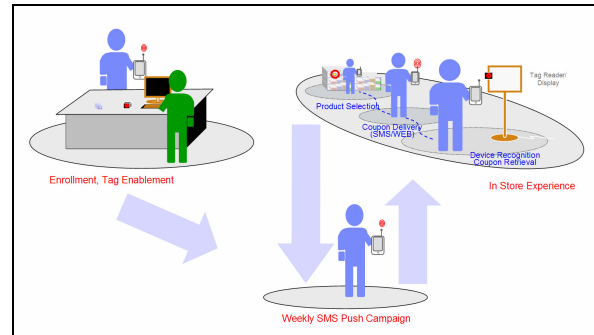 Tag Reader/
Display
Product Selection
Coupon Delivery
(SMS/WEB)
Device Recognition
Coupon Retrieval
Enrollment, Tag Enablement
In Store Experience
Weekly SMS Push Campaign